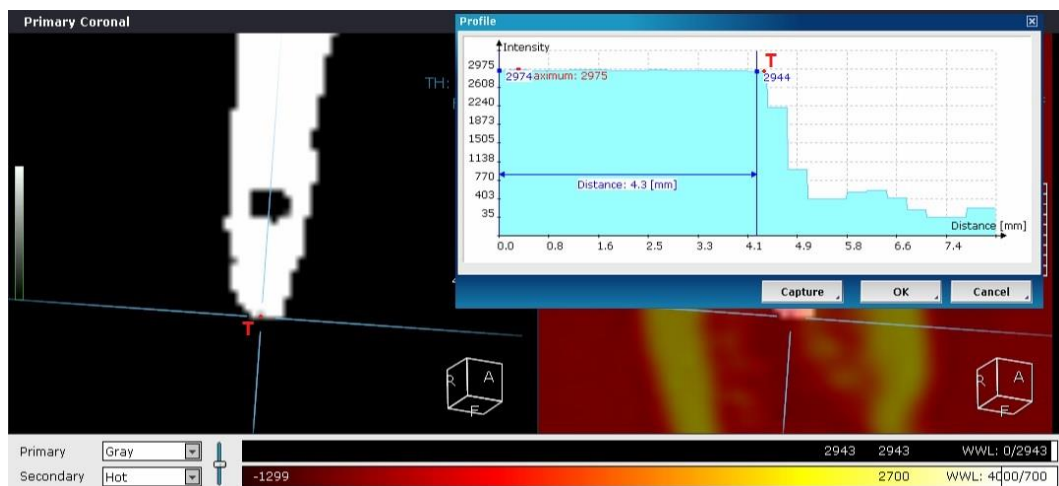 Primary Coronal
TH:
T
R A
F
Profile
Intensity
2975
2608
2240
1873
1505
1138
770
403
35
2974 aximum: 2975
T
2944
Distance: 4.3 [mm]
Distance [mm]
0.0 0.8 1.6 2.5 3.3 4.1 4.9 5.8 6.6 7.4
Capture OK Cancel
R A
F
Primary Gray 2943 2943 WWL: 0/2943
Secondary Hot -1299 2700 WWL: 4000/700